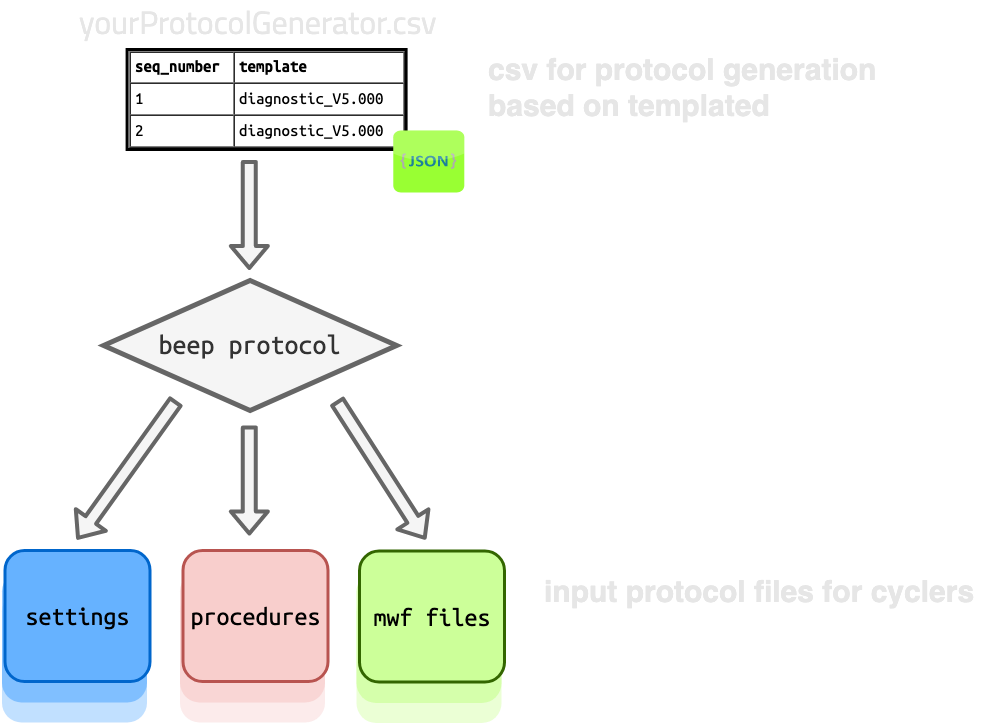 yourProtocolGenerator.csv
seq_number template
1 diagnostic_V5.000
2 diagnostic_V5.000
{JSON}
csv for protocol generation
based on templated
beep protocol
settings
procedures
mwf files
input protocol files for cyclers